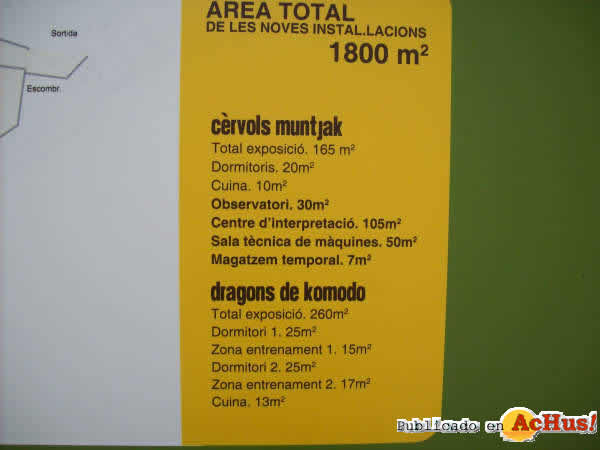 Sortida
Escombr.
AREA TOTAL
DE LES NOVES INSTAL.LACIONS
1800 m²
cèrvols muntjak
Total exposició. 165 m²
Dormitoris. 20m²
Cuina. 10m²
Observatori. 30m²
Centre d'interpretació. 105m²
Sala tècnica de màquines. 50m²
Magatzem temporal. 7m²
dragons de komodo
Total exposició. 260m²
Dormitori 1. 25m²
Zona entrenament 1. 15m²
Dormitori 2. 25m²
Zona entrenament 2. 17m²
Cuina. 13m²
Publicado en AcHus!